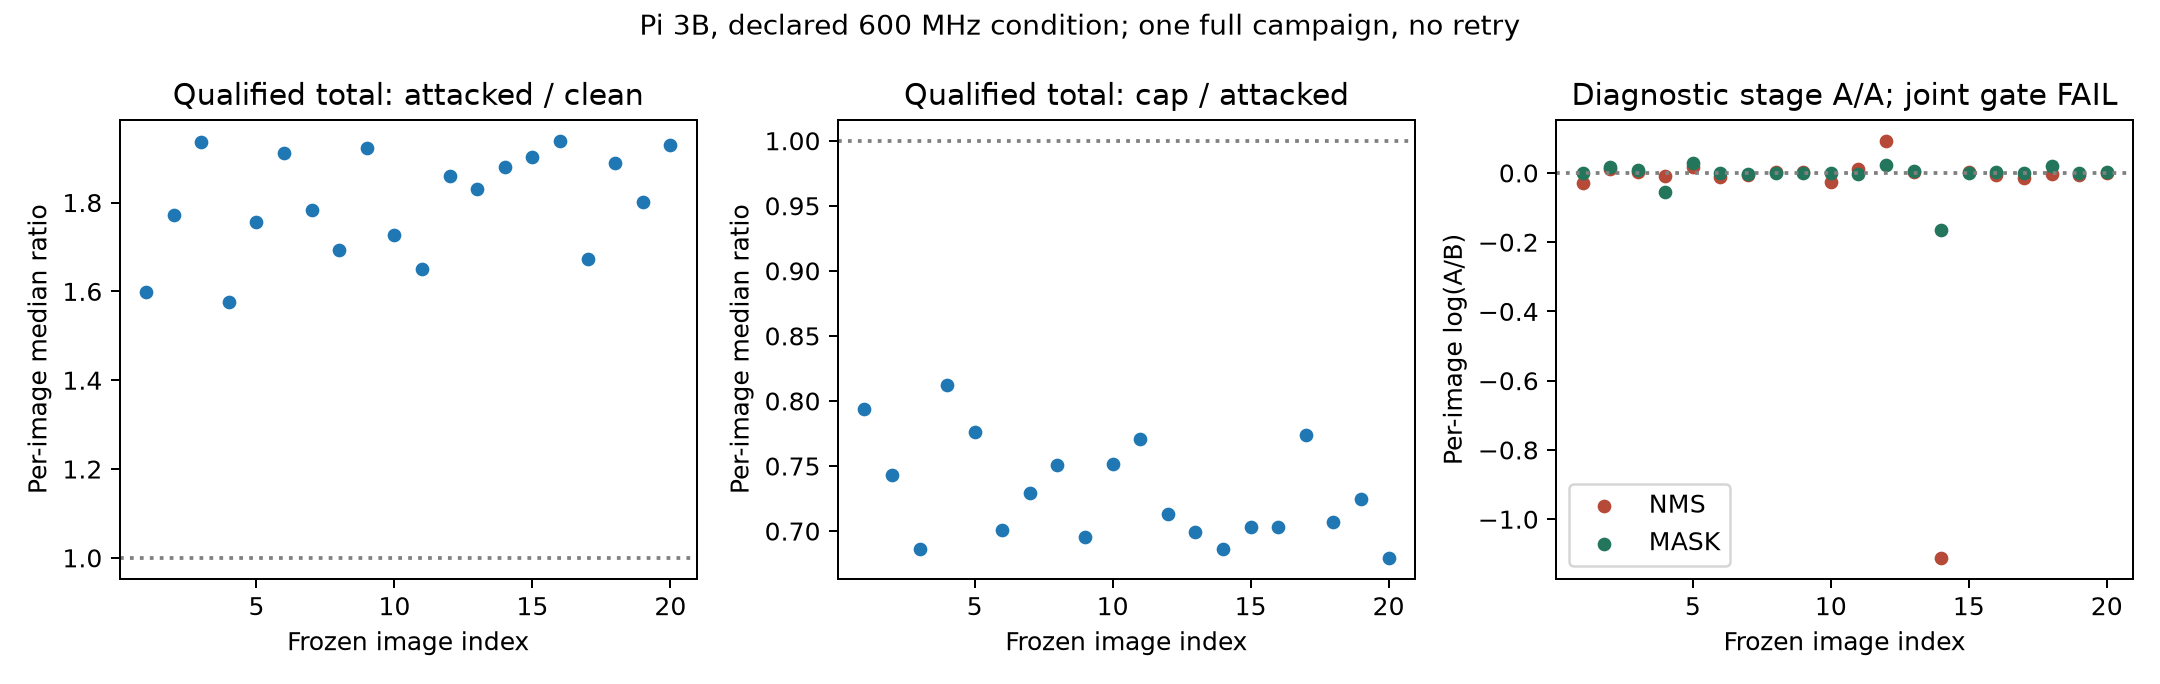 Pi 3B, declared 600 MHz condition; one full campaign, no retry
Qualified total: attacked / clean
Per-image median ratio
1.8
1.6
1.4
1.2
1.0
5 10 15 20
Frozen image index
Qualified total: cap / attacked
Per-image median ratio
1.00
0.95
0.90
0.85
0.80
0.75
0.70
5 10 15 20
Frozen image index
Diagnostic stage A/A; joint gate FAIL
Per-image log(A/B)
0.0
−0.2
−0.4
−0.6
−0.8
−1.0
NMS
MASK
5 10 15 20
Frozen image index